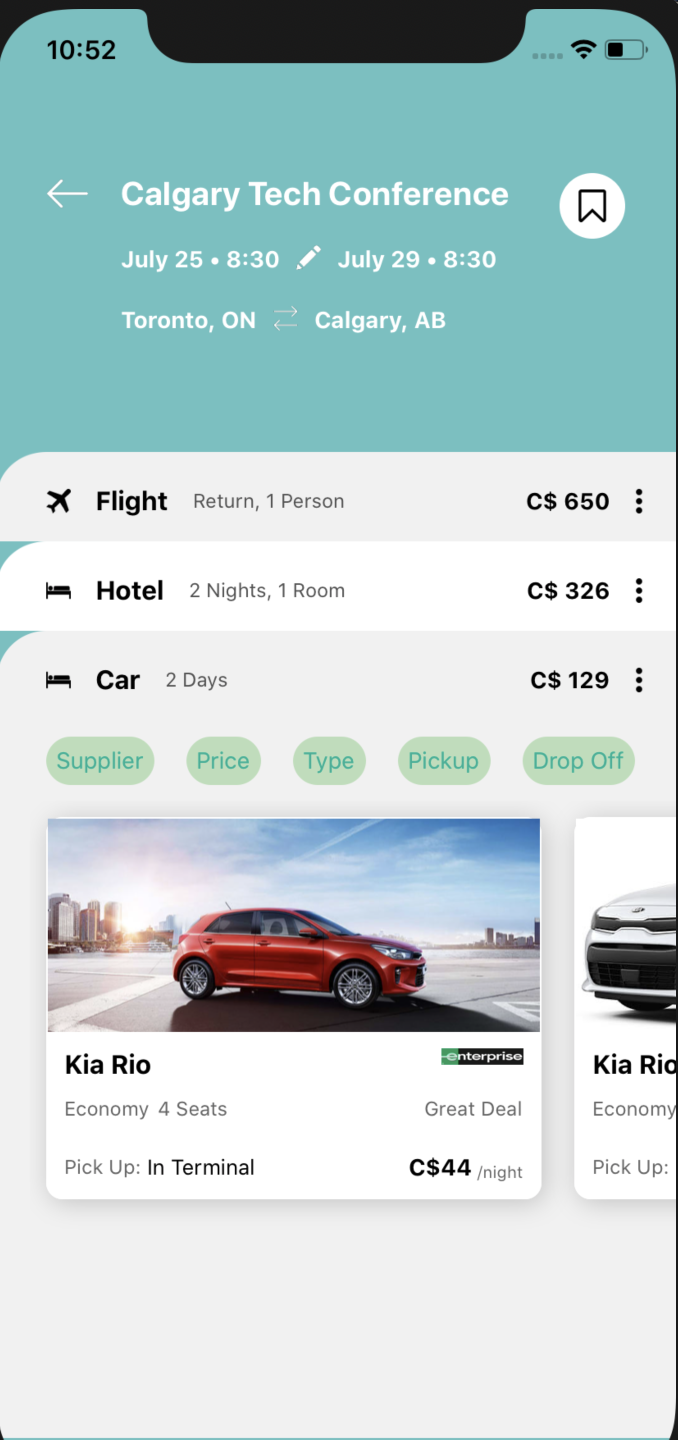 10:52
Calgary Tech Conference
July 25 • 8:30 July 29 • 8:30
Toronto, ON Calgary, AB
Flight Return, 1 Person C$ 650
Hotel 2 Nights, 1 Room C$ 326
Car 2 Days C$ 129
Supplier Price Type Pickup Drop Off
Kia Rio enterprise
Economy 4 Seats Great Deal
Pick Up: In Terminal C$44 /night
Kia Rio
Economy
Pick Up: